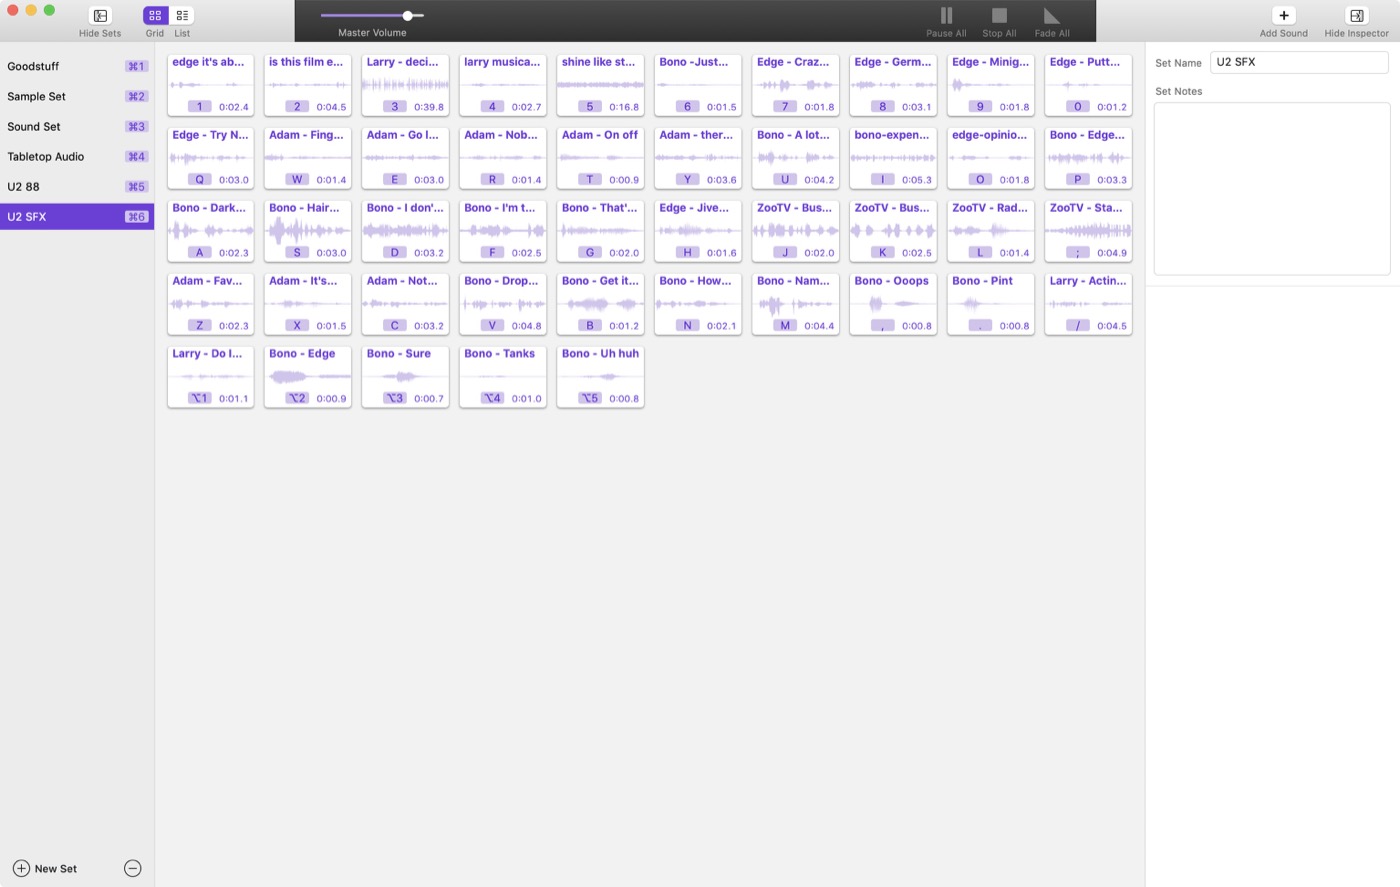 Hide Sets
Grid
List
Master Volume
Pause All
Stop All
Fade All
Add Sound
Hide Inspector
Goodstuff ⌘1
Sample Set ⌘2
Sound Set ⌘3
Tabletop Audio ⌘4
U2 88 ⌘5
U2 SFX ⌘6
New Set
edge it's ab...
1 0:02.4
is this film e...
2 0:04.5
Larry - deci...
3 0:39.8
larry musica...
4 0:02.7
shine like st...
5 0:16.8
Bono -Just...
6 0:01.5
Edge - Craz...
7 0:01.8
Edge - Germ...
8 0:03.1
Edge - Minig...
9 0:01.8
Edge - Putt...
0 0:01.2
Edge - Try N...
Q 0:03.0
Adam - Fing...
W 0:01.4
Adam - Go I...
E 0:03.0
Adam - Nob...
R 0:01.4
Adam - On off
T 0:00.9
Adam - ther...
Y 0:03.6
Bono - A lot...
U 0:04.2
bono-expen...
I 0:05.3
edge-opinio...
O 0:01.8
Bono - Edge...
P 0:03.3
Bono - Dark...
A 0:02.3
Bono - Hair...
S 0:03.0
Bono - I don'...
D 0:03.2
Bono - I'm t...
F 0:02.5
Bono - That'...
G 0:02.0
Edge - Jive...
H 0:01.6
ZooTV - Bus...
J 0:02.0
ZooTV - Bus...
K 0:02.5
ZooTV - Rad...
L 0:01.4
ZooTV - Sta...
; 0:04.9
Adam - Fav...
Z 0:02.3
Adam - It's...
X 0:01.5
Adam - Not...
C 0:03.2
Bono - Drop...
V 0:04.8
Bono - Get it...
B 0:01.2
Bono - How...
N 0:02.1
Bono - Nam...
M 0:04.4
Bono - Ooops
, 0:00.8
Bono - Pint
. 0:00.8
Larry - Actin...
/ 0:04.5
Larry - Do I...
⌥1 0:01.1
Bono - Edge
⌥2 0:00.9
Bono - Sure
⌥3 0:00.7
Bono - Tanks
⌥4 0:01.0
Bono - Uh huh
⌥5 0:00.8
Set Name U2 SFX
Set Notes